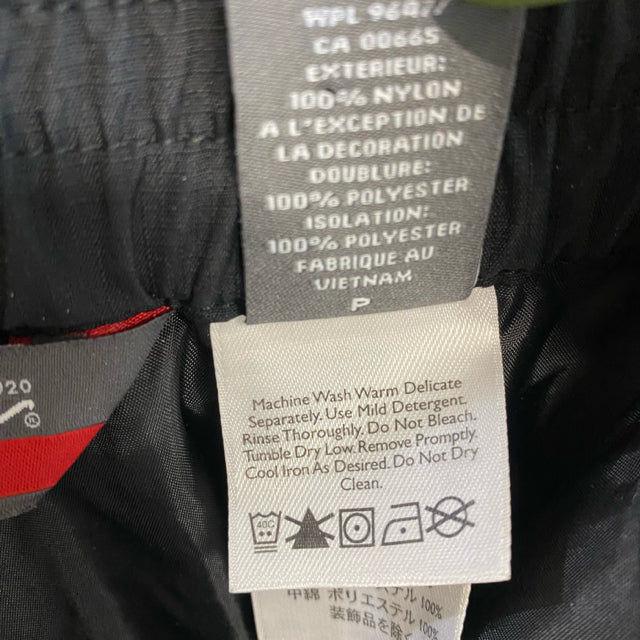 CA 00665
EXTERIEUR:
100% NYLON
A L'EXCEPTION DE
LA DECORATION
DOUBLURE:
100% POLYESTER
ISOLATION:
100% POLYESTER
FABRIQUE AU
VIETNAM
P
920
®
Machine Wash Warm Delicate
Separately. Use Mild Detergent.
Rinse Thoroughly. Do Not Bleach.
Tumble Dry Low. Remove Promptly.
Cool Iron As Desired. Do Not Dry
Clean.
40C
中綿 ポリエステル 100%
装飾品を除く